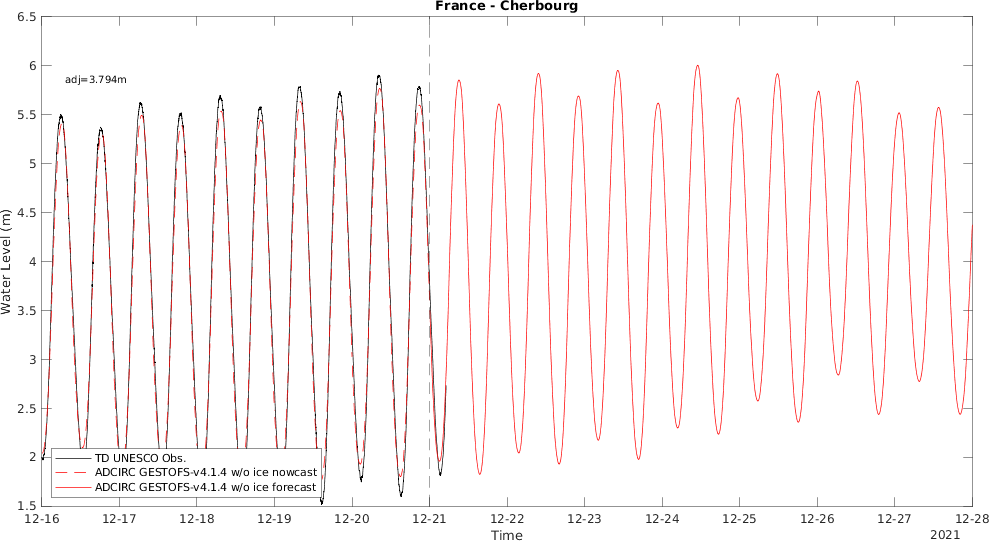 France - Cherbourg
6.5
6
5.5
5
4.5
4
3.5
3
2.5
2
1.5
Water Level (m)
adj=3.794m
TD UNESCO Obs.
ADCIRC GESTOFS-v4.1.4 w/o ice nowcast
ADCIRC GESTOFS-v4.1.4 w/o ice forecast
12-16 12-17 12-18 12-19 12-20 12-21 12-22 12-23 12-24 12-25 12-26 12-27 12-28
Time
2021